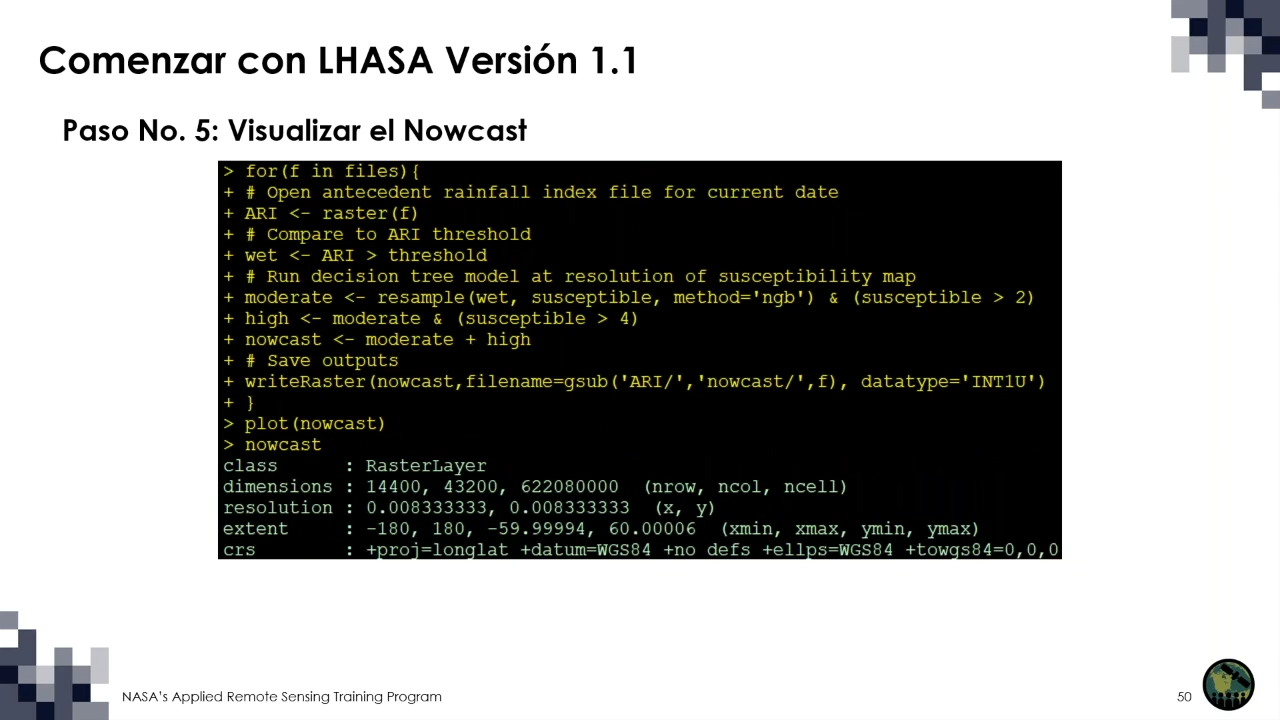 Comenzar con LHASA Versión 1.1
Paso No. 5: Visualizar el Nowcast
> for(f in files){
+ # Open antecedent rainfall index file for current date
+ ARI <- raster(f)
+ # Compare to ARI threshold
+ wet <- ARI > threshold
+ # Run decision tree model at resolution of susceptibility map
+ moderate <- resample(wet, susceptible, method='ngb') & (susceptible > 2)
+ high <- moderate & (susceptible > 4)
+ nowcast <- moderate + high
+ # Save outputs
+ writeRaster(nowcast,filename=gsub('ARI/','nowcast/',f), datatype='INT1U')
+ }
> plot(nowcast)
> nowcast
class      : RasterLayer
dimensions : 14400, 43200, 622080000  (nrow, ncol, ncell)
resolution : 0.008333333, 0.008333333  (x, y)
extent     : -180, 180, -59.99994, 60.00006  (xmin, xmax, ymin, ymax)
crs        : +proj=longlat +datum=WGS84 +no_defs +ellps=WGS84 +towgs84=0,0,0
NASA's Applied Remote Sensing Training Program
50